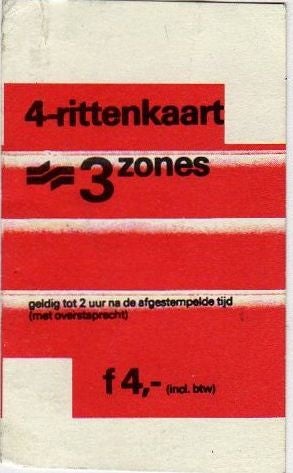 4-rittenkaart
3 zones
geldig tot 2 uur na de afgestempelde tijd
(met overstaprecht)
f 4,- (incl. btw)